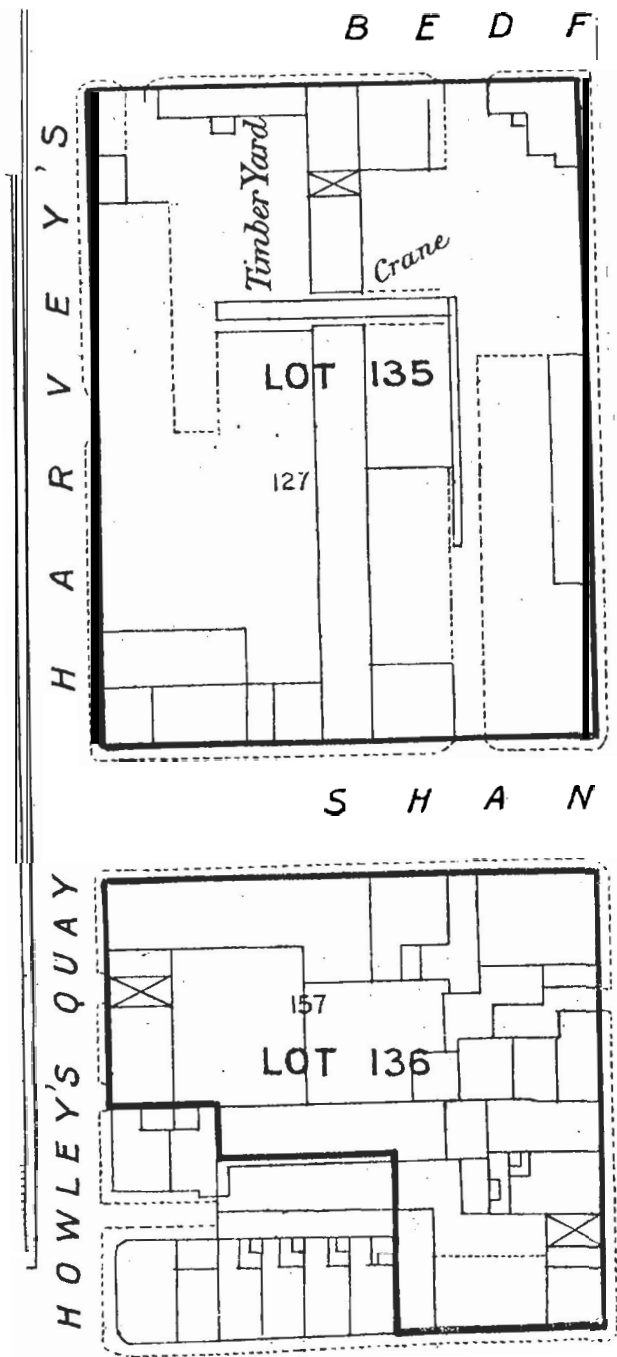 B E D F
HARVEY'S
Timber Yard
Crane
LOT 135
127
S H A N
HOWLEY'S QUAY
157
LOT 136